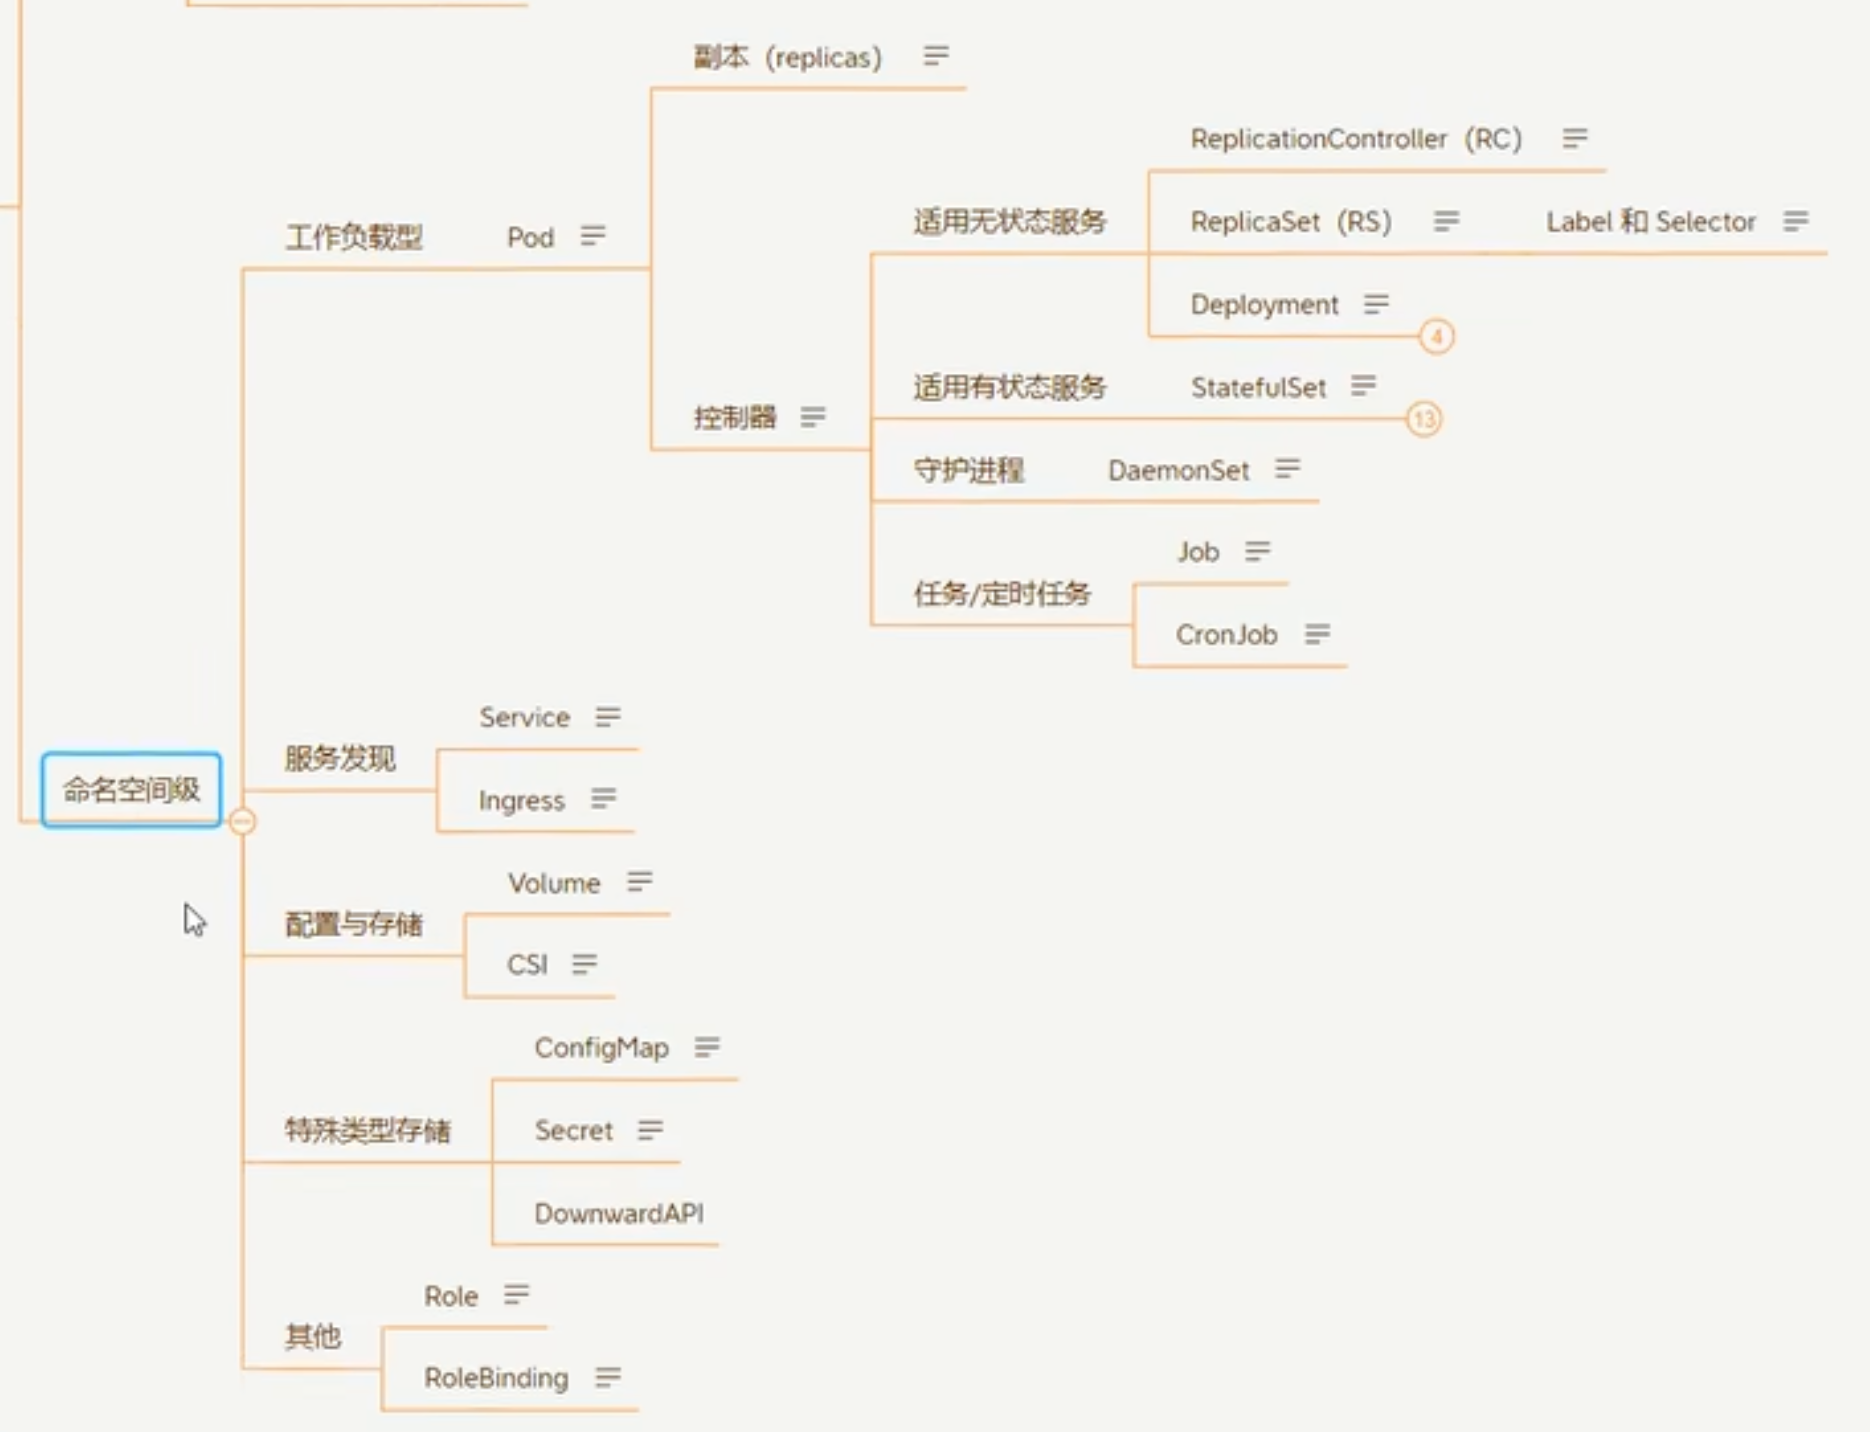 副本（replicas）
ReplicationController（RC）
适用无状态服务
ReplicaSet（RS）
Label 和 Selector
工作负载型
Pod
Deployment
4
适用有状态服务
StatefulSet
13
控制器
守护进程
DaemonSet
Job
任务/定时任务
CronJob
Service
服务发现
命名空间级
Ingress
Volume
配置与存储
CSI
ConfigMap
特殊类型存储
Secret
DownwardAPI
Role
其他
RoleBinding